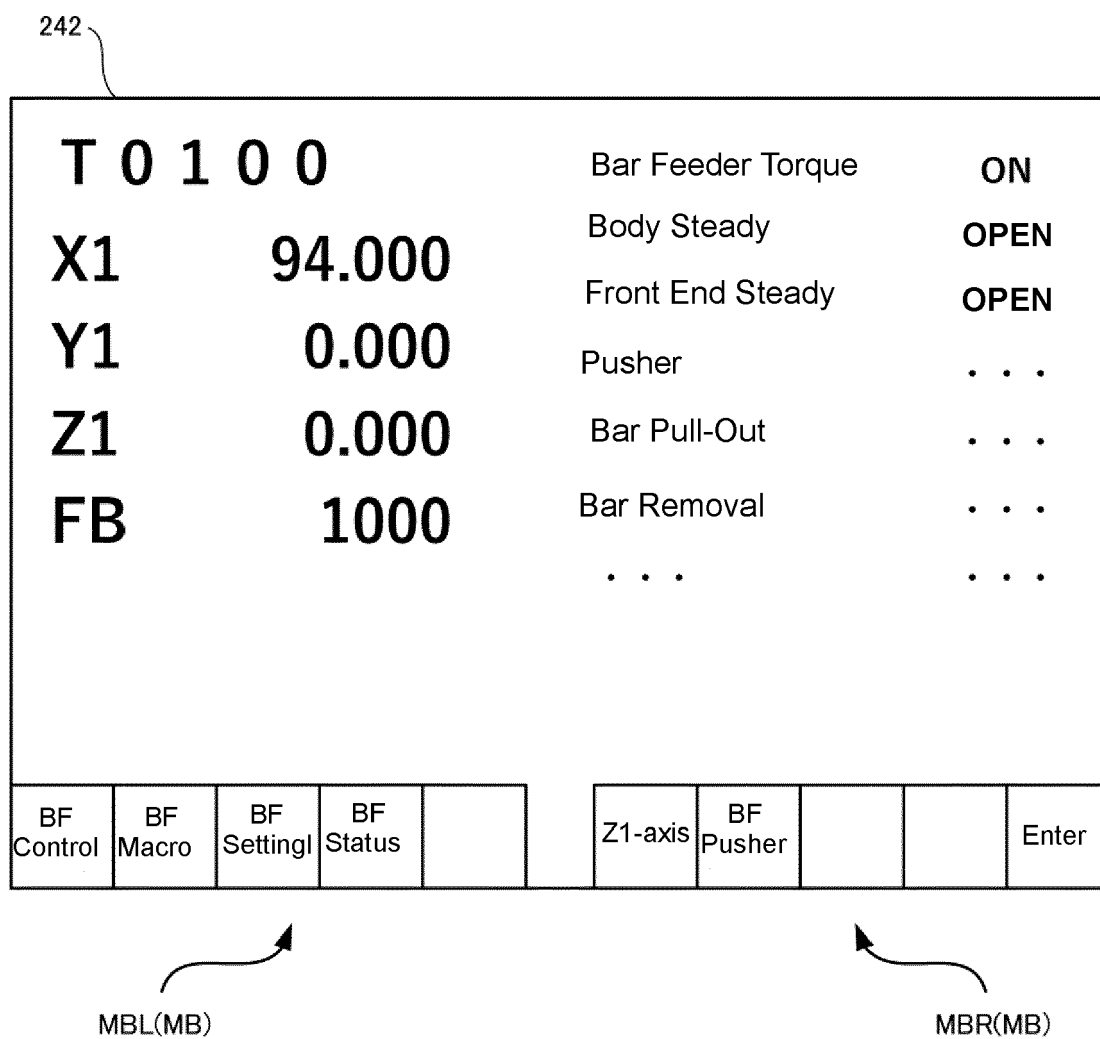 242
T 0 1 0 0
X1 94.000
Y1 0.000
Z1 0.000
FB 1000
Bar Feeder Torque ON
Body Steady OPEN
Front End Steady OPEN
Pusher . . .
Bar Pull-Out . . .
Bar Removal . . .
. . . . . .
BF
Control
BF
Macro
BF
Settingl
BF
Status
Z1-axis
BF
Pusher
Enter
MBL(MB)
MBR(MB)